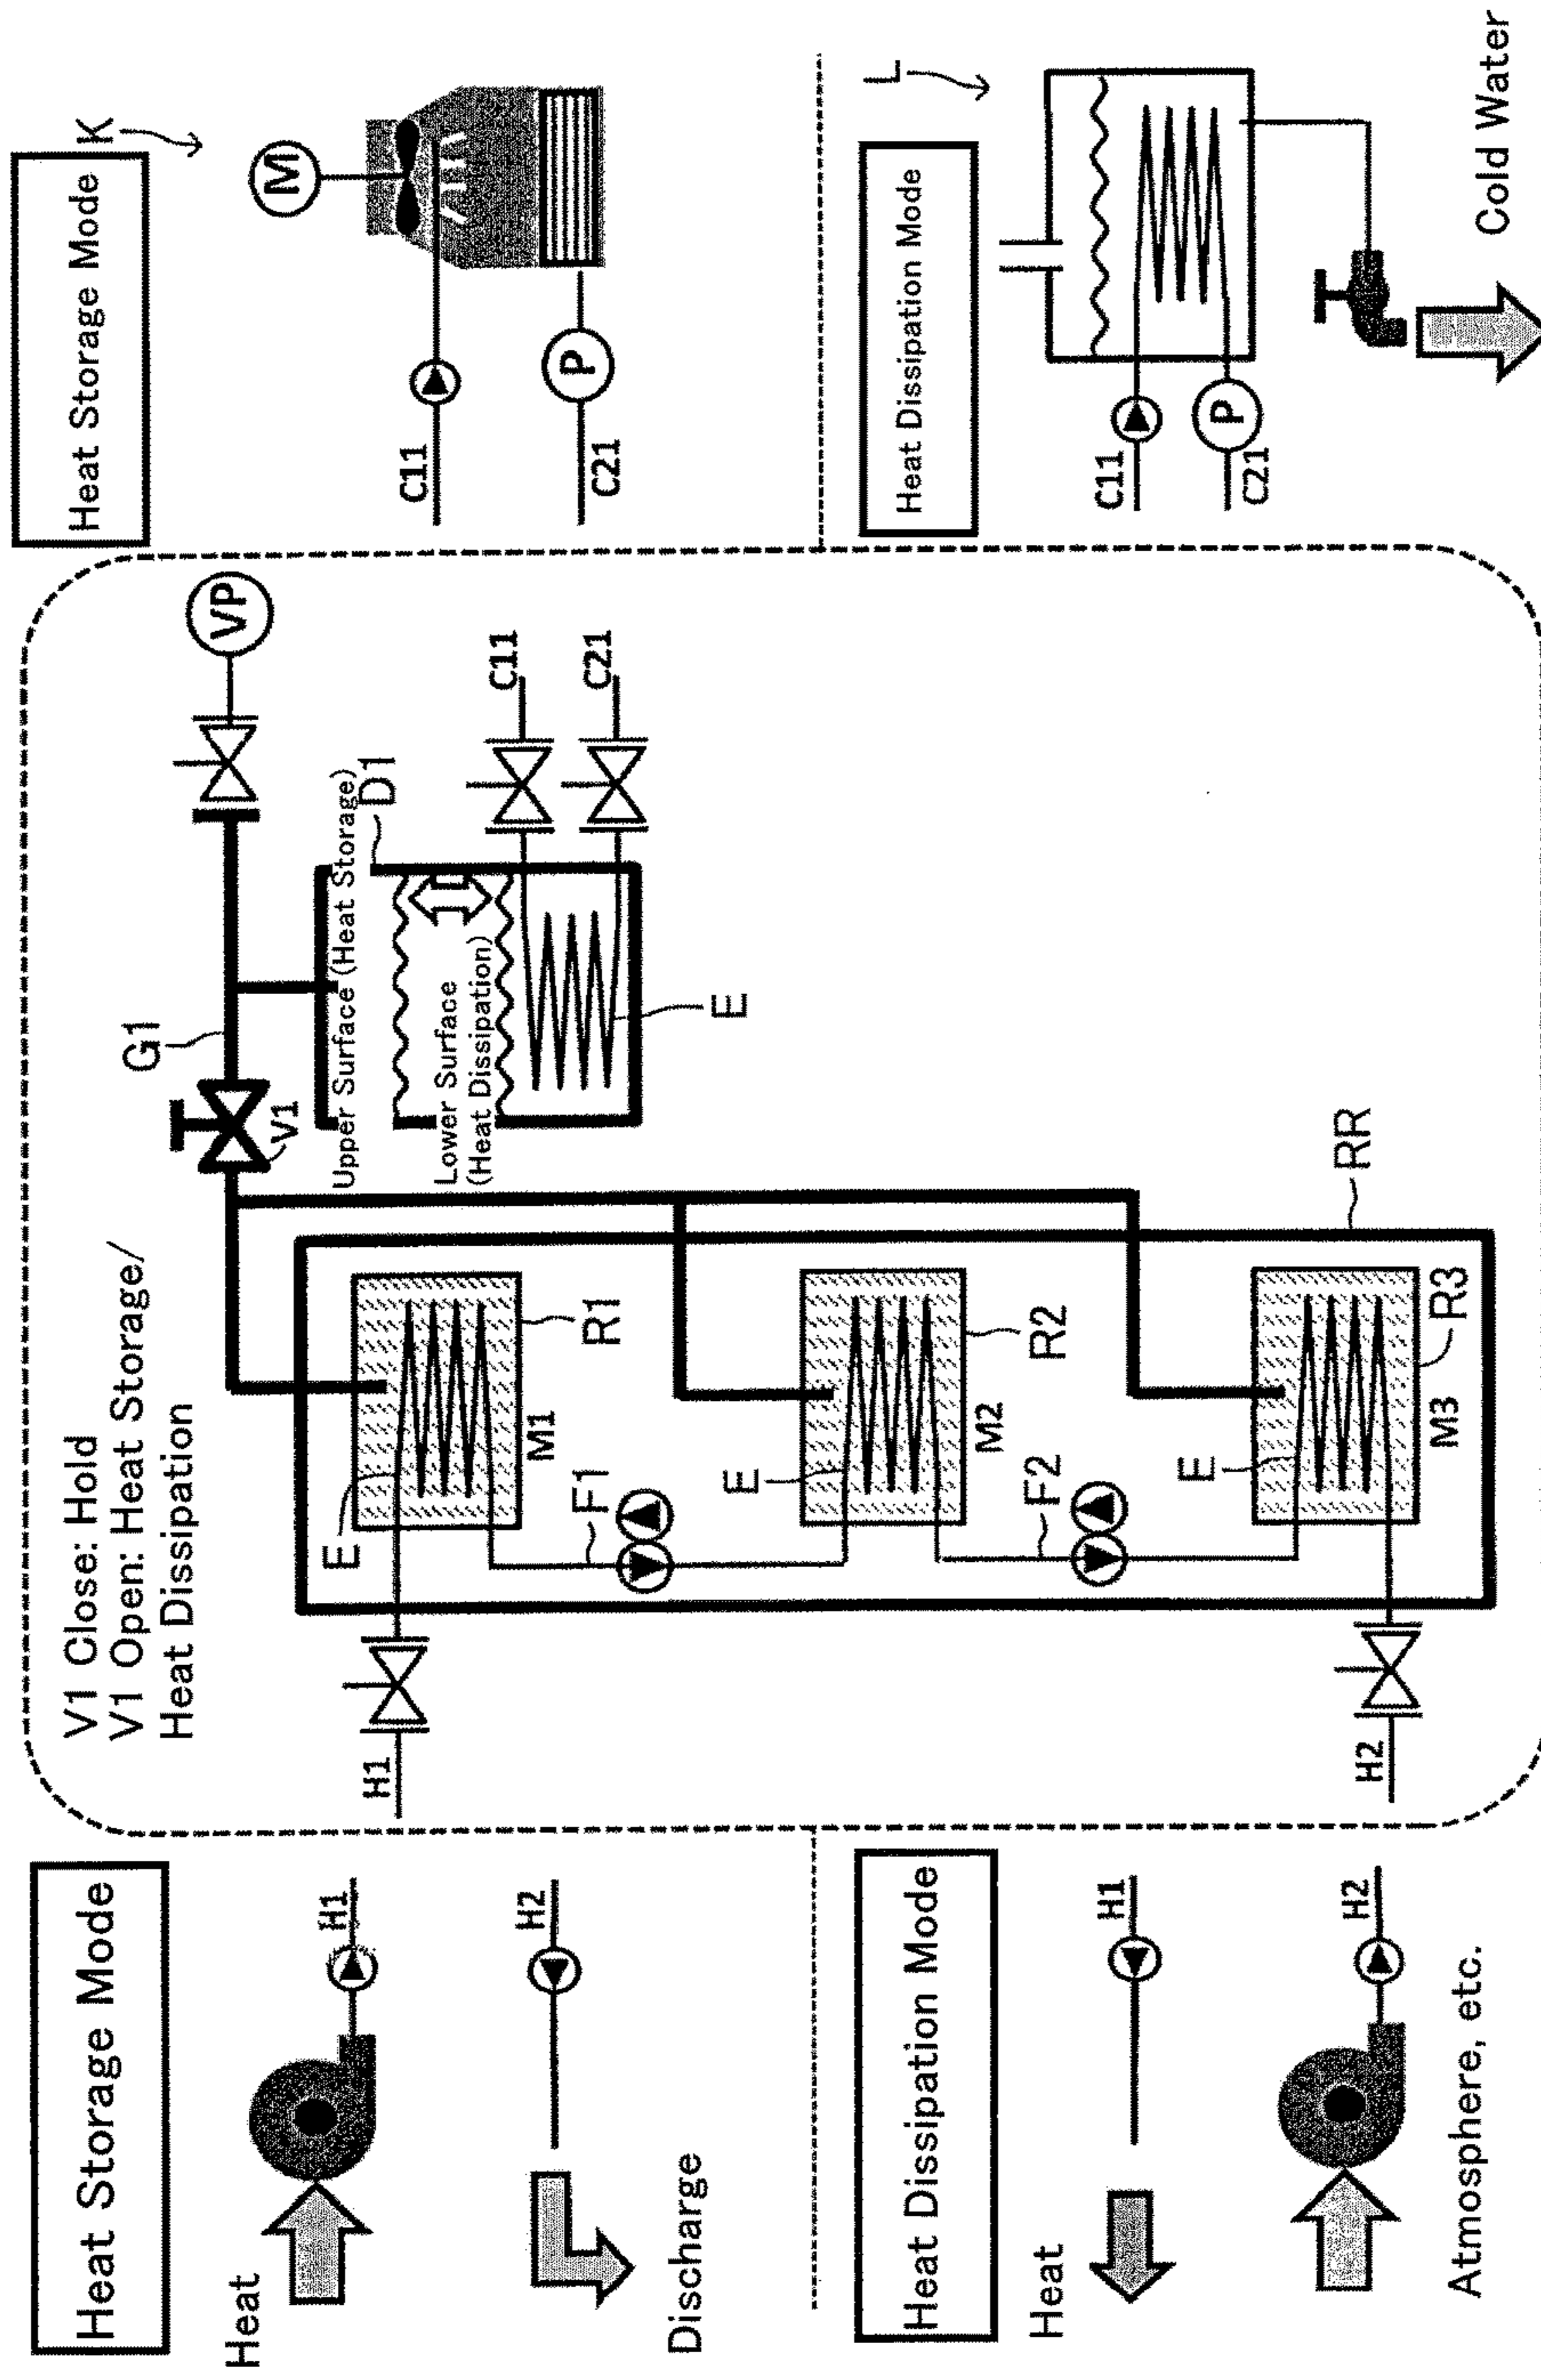 Heat Storage Mode
Heat
H1
H2
Discharge
Heat Dissipation Mode
Heat
H1
H2
Atmosphere, etc.
V1 Close: Hold
V1 Open: Heat Storage/
Heat Dissipation
H1
H2
E
M1
R1
F1
E
M2
R2
F2
E
M3
R3
RR
V1
G1
VP
Upper Surface (Heat Storage)
D1
Lower Surface
(Heat Dissipation)
E
C11
C21
Heat Storage Mode
K
M
C11
P
C21
Heat Dissipation Mode
L
C11
P
C21
Cold Water